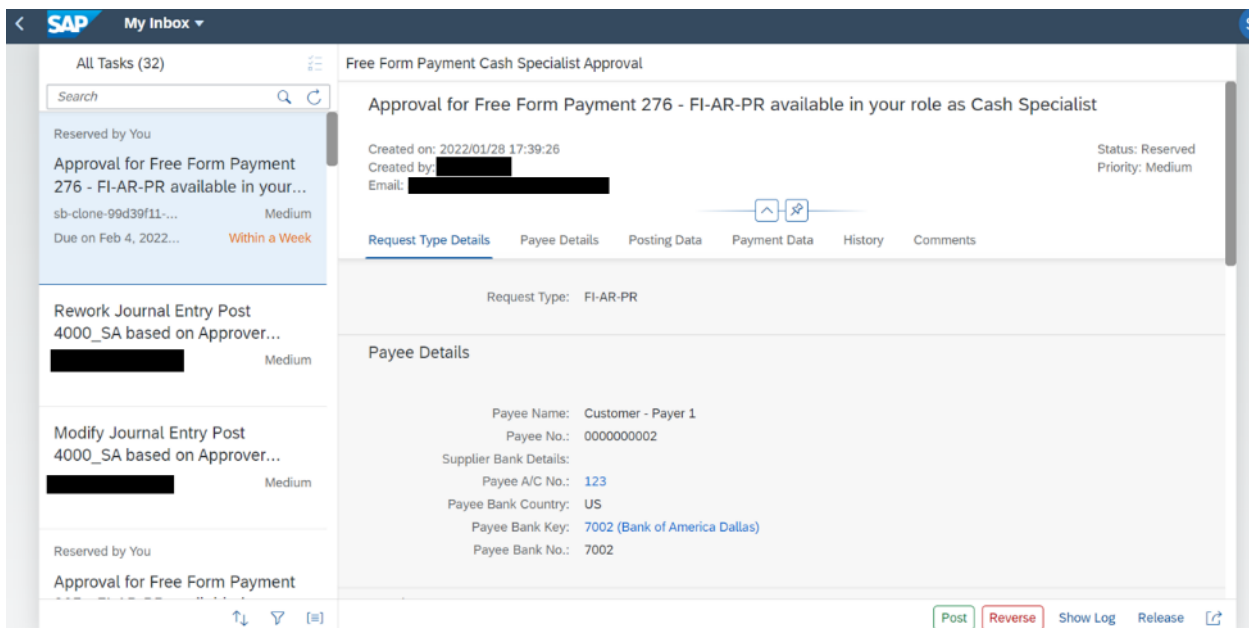 SAP My Inbox
All Tasks (32)
Search
Reserved by You
Approval for Free Form Payment
276 - FI-AR-PR available in your...
sb-clone-99d39f11-... Medium
Due on Feb 4, 2022... Within a Week
Rework Journal Entry Post
4000_SA based on Approver...
Medium
Modify Journal Entry Post
4000_SA based on Approver...
Medium
Reserved by You
Approval for Free Form Payment
Free Form Payment Cash Specialist Approval
Approval for Free Form Payment 276 - FI-AR-PR available in your role as Cash Specialist
Created on: 2022/01/28 17:39:26 Status: Reserved
Created by: Priority: Medium
Email:
Request Type Details Payee Details Posting Data Payment Data History Comments
Request Type: FI-AR-PR
Payee Details
Payee Name: Customer - Payer 1
Payee No.: 0000000002
Supplier Bank Details:
Payee A/C No.: 123
Payee Bank Country: US
Payee Bank Key: 7002 (Bank of America Dallas)
Payee Bank No.: 7002
Post Reverse Show Log Release